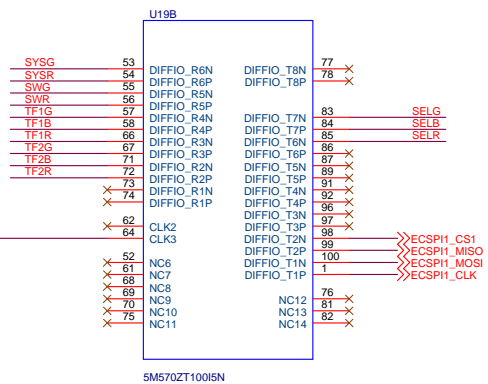 U19B
SYSG 53 DIFFIO_R6N DIFFIO_T8N 77
SYSR 54 DIFFIO_R6P DIFFIO_T8P 78
SWG 55 DIFFIO_R5N
SWR 56 DIFFIO_R5P
TF1G 57 DIFFIO_R4N DIFFIO_T7N 83 SELG
TF1B 58 DIFFIO_R4P DIFFIO_T7P 84 SELB
TF1R 66 DIFFIO_R3N DIFFIO_T6N 85 SELR
TF2G 67 DIFFIO_R3P DIFFIO_T6P 86
TF2B 71 DIFFIO_R2N DIFFIO_T5N 87
TF2R 72 DIFFIO_R2P DIFFIO_T5P 89
73 DIFFIO_R1N DIFFIO_T4N 91
74 DIFFIO_R1P DIFFIO_T4P 92
DIFFIO_T3N 96
62 CLK2 DIFFIO_T3P 97
64 CLK3 DIFFIO_T2N 98 ECSPI1_CS1
DIFFIO_T2P 99 ECSPI1_MISO
52 NC6 DIFFIO_T1N 100 ECSPI1_MOSI
61 NC7 DIFFIO_T1P 1 ECSPI1_CLK
68 NC8
69 NC9 NC12 76
70 NC10 NC13 81
75 NC11 NC14 82
5M570ZT100I5N